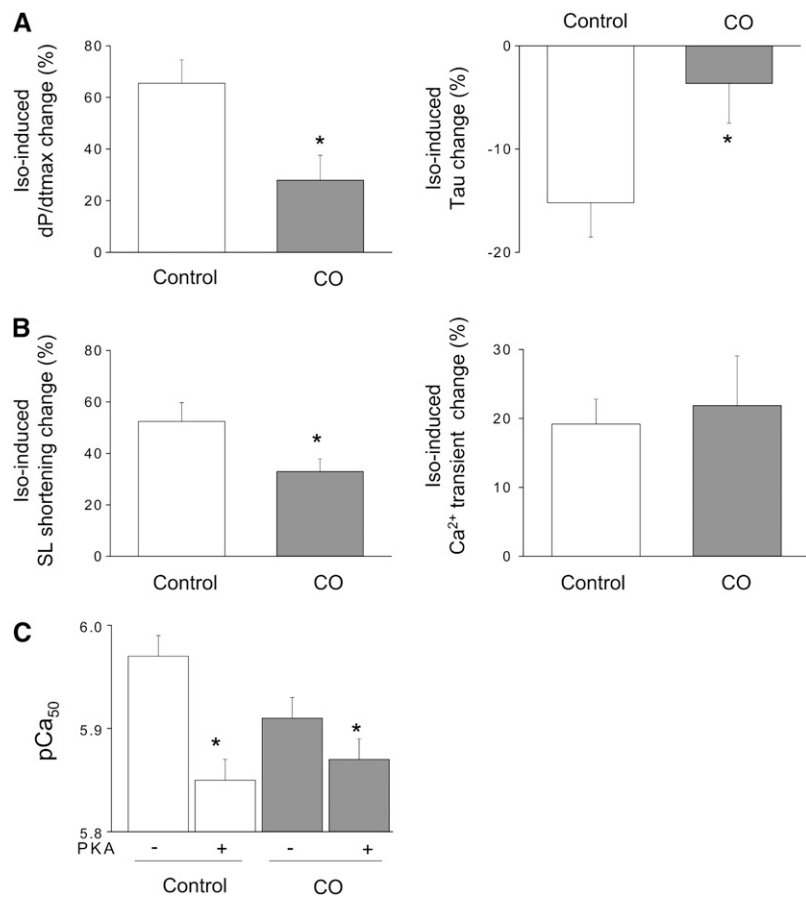 A
Iso-induced
dP/dtmax change (%)
80
60
40
20
0
*
Control
CO
Iso-induced
Tau change (%)
Control
CO
0
-10
-20
*
B
Iso-induced
SL shortening change (%)
80
60
40
20
0
*
Control
CO
Iso-induced
Ca²⁺ transient change (%)
30
20
10
0
Control
CO
C
pCa₅₀
6.0
5.9
5.8
*
*
PKA - + - +
Control CO